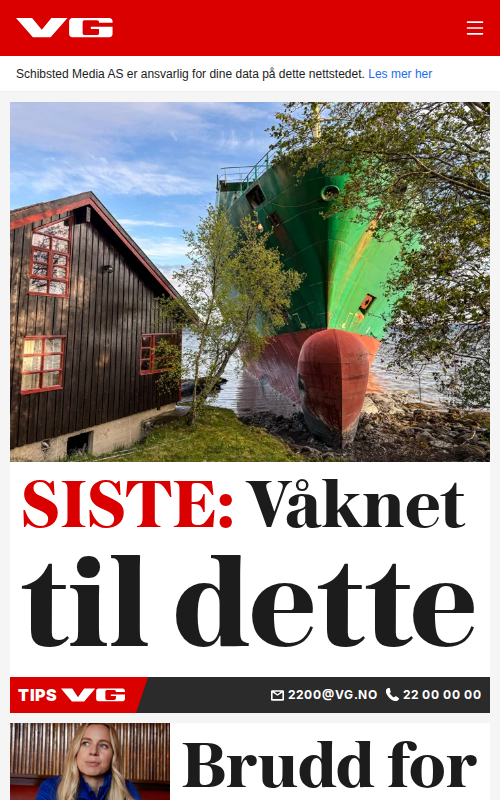 VG
Schibsted Media AS er ansvarlig for dine data på dette nettstedet. Les mer her
SISTE: Våknet
til dette
TIPS VG 2200@VG.NO 22 00 00 00
Brudd for